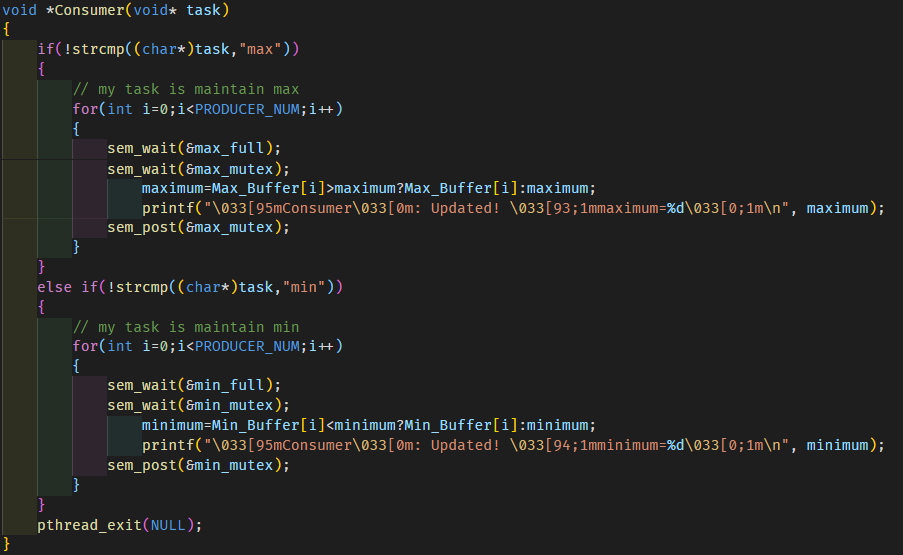 void *Consumer(void* task)
{
    if(!strcmp((char*)task,"max"))
    {
        // my task is maintain max
        for(int i=0;i<PRODUCER_NUM;i++)
        {
            sem_wait(&max_full);
            sem_wait(&max_mutex);
                maximum=Max_Buffer[i]>maximum?Max_Buffer[i]:maximum;
                printf("\033[95mConsumer\033[0m: Updated! \033[93;1mmaximum=%d\033[0;1m\n", maximum);
            sem_post(&max_mutex);
        }
    }
    else if(!strcmp((char*)task,"min"))
    {
        // my task is maintain min
        for(int i=0;i<PRODUCER_NUM;i++)
        {
            sem_wait(&min_full);
            sem_wait(&min_mutex);
                minimum=Min_Buffer[i]<minimum?Min_Buffer[i]:minimum;
                printf("\033[95mConsumer\033[0m: Updated! \033[94;1mminimum=%d\033[0;1m\n", minimum);
            sem_post(&min_mutex);
        }
    }
    pthread_exit(NULL);
}